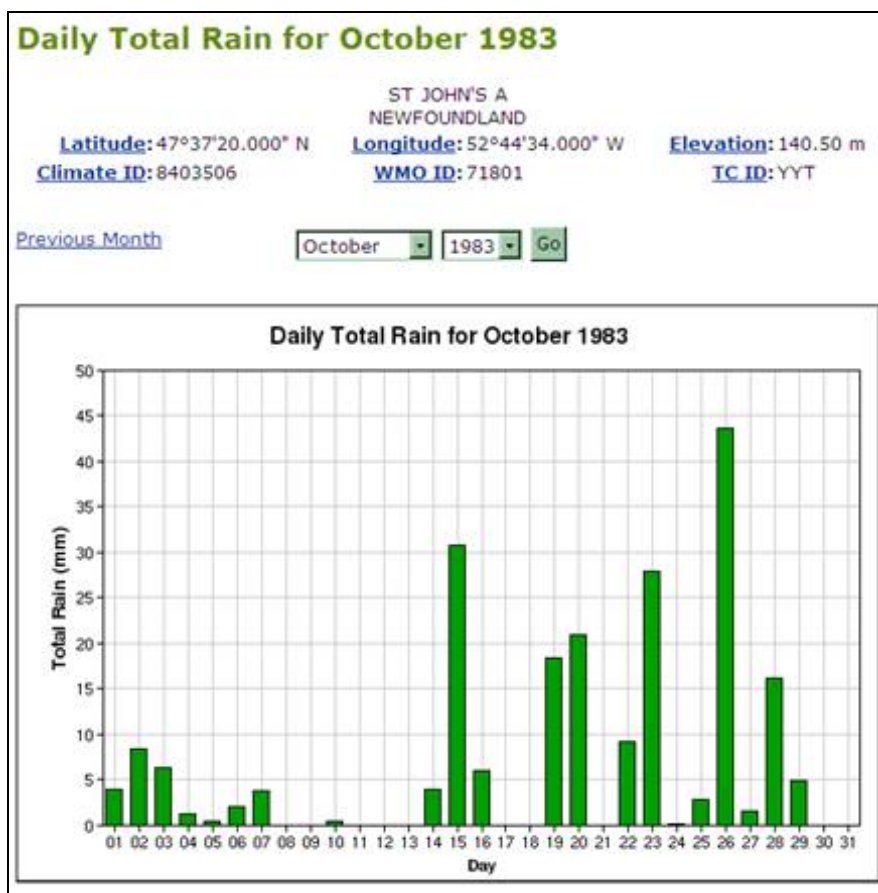 Daily Total Rain for October 1983
ST JOHN'S A
NEWFOUNDLAND
Latitude: 47°37'20.000" N Longitude: 52°44'34.000" W Elevation: 140.50 m
Climate ID: 8403506 WMO ID: 71801 TC ID: YYT
Previous Month October 1983 Go
Daily Total Rain for October 1983
50
45
40
35
30
25
20
15
10
5
0
Total Rain (mm)
01 02 03 04 05 06 07 08 09 10 11 12 13 14 15 16 17 18 19 20 21 22 23 24 25 26 27 28 29 30 31
Day